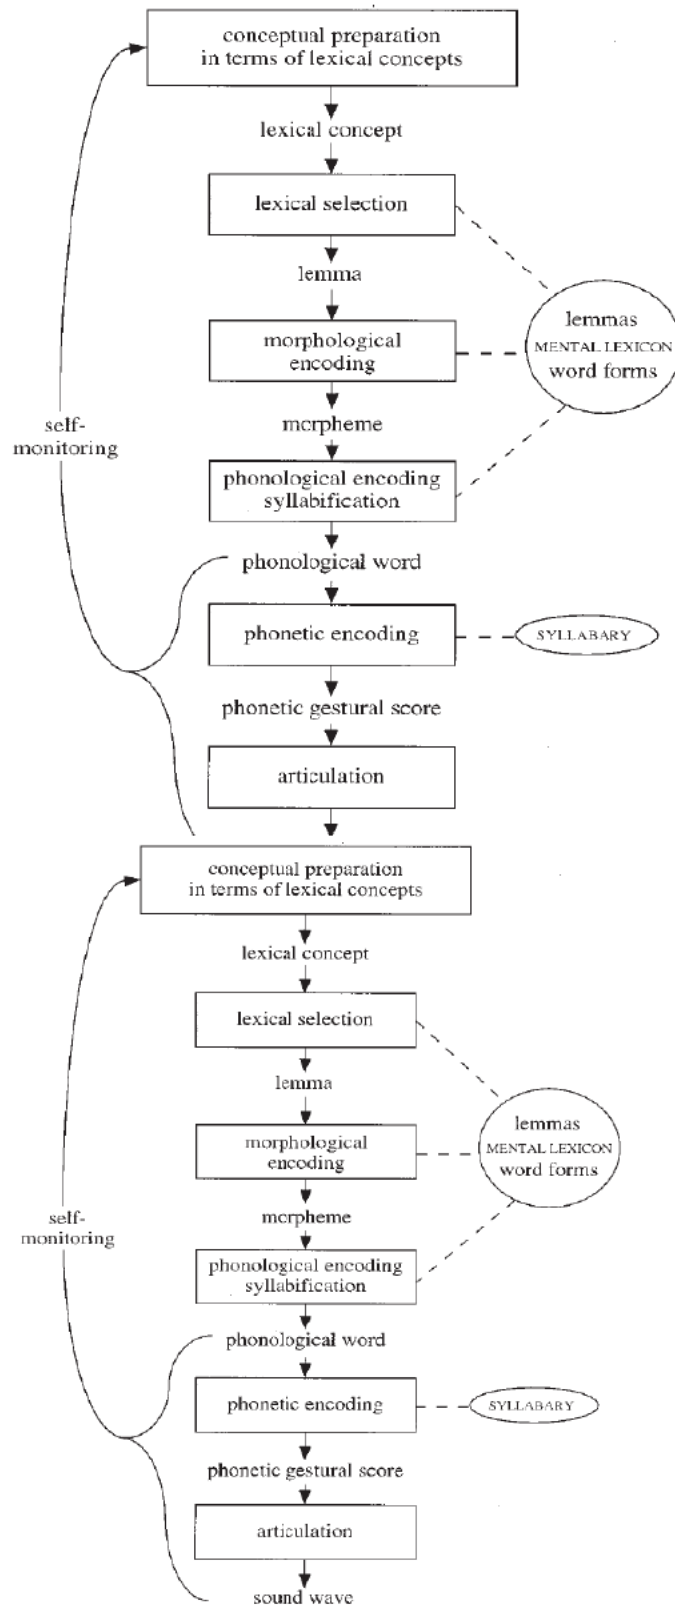 conceptual preparation
in terms of lexical concepts
lexical concept
lexical selection
lemma
lemmas
MENTAL LEXICON
word forms
morphological
encoding
self-
monitoring
mcrpheme
phonological encoding
syllabification
phonological word
phonetic encoding
SYLLABARY
phonetic gestural score
articulation
conceptual preparation
in terms of lexical concepts
lexical concept
lexical selection
lemma
lemmas
MENTAL LEXICON
word forms
morphological
encoding
self-
monitoring
mcrpheme
phonological encoding
syllabification
phonological word
phonetic encoding
SYLLABARY
phonetic gestural score
articulation
sound wave